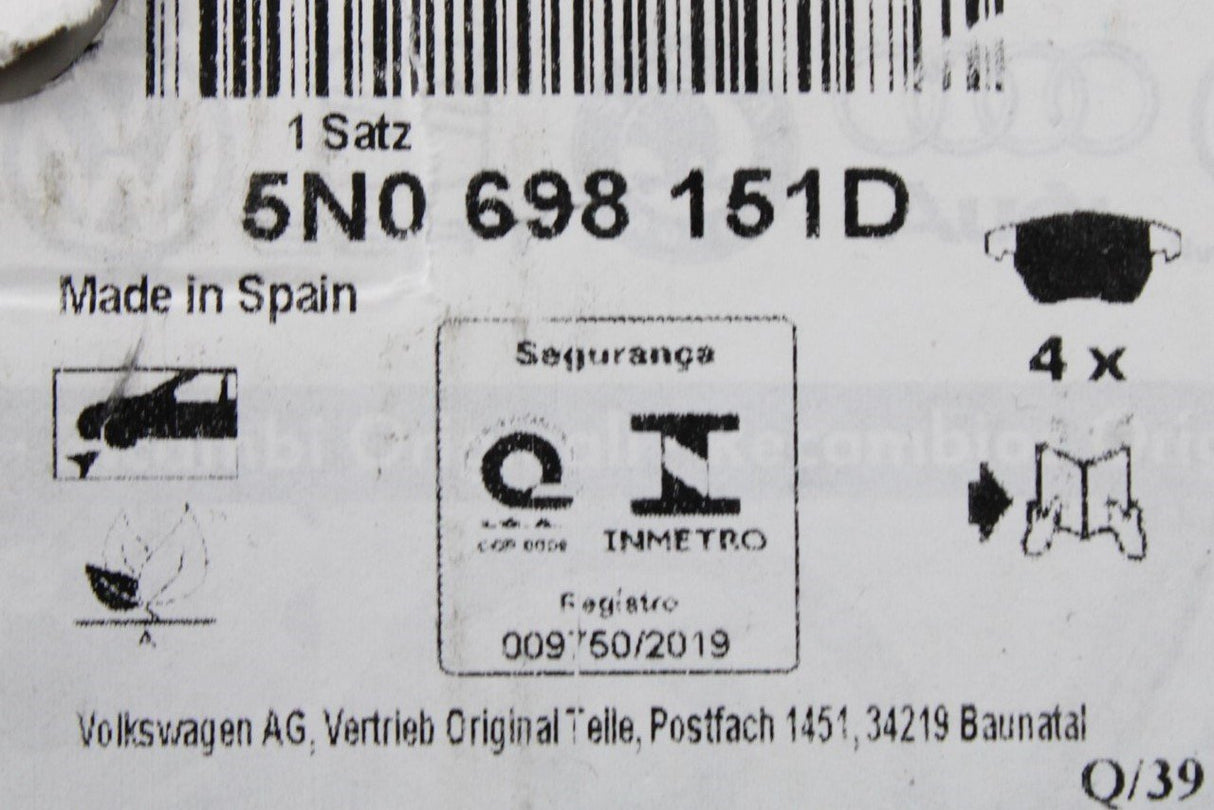 1 Satz
5N0 698 151D
Made in Spain
4 x
Segurança
INMETRO
Registro
009750/2019
A
Volkswagen AG, Vertrieb Original Teile, Postfach 1451, 34219 Baunatal
Q/39